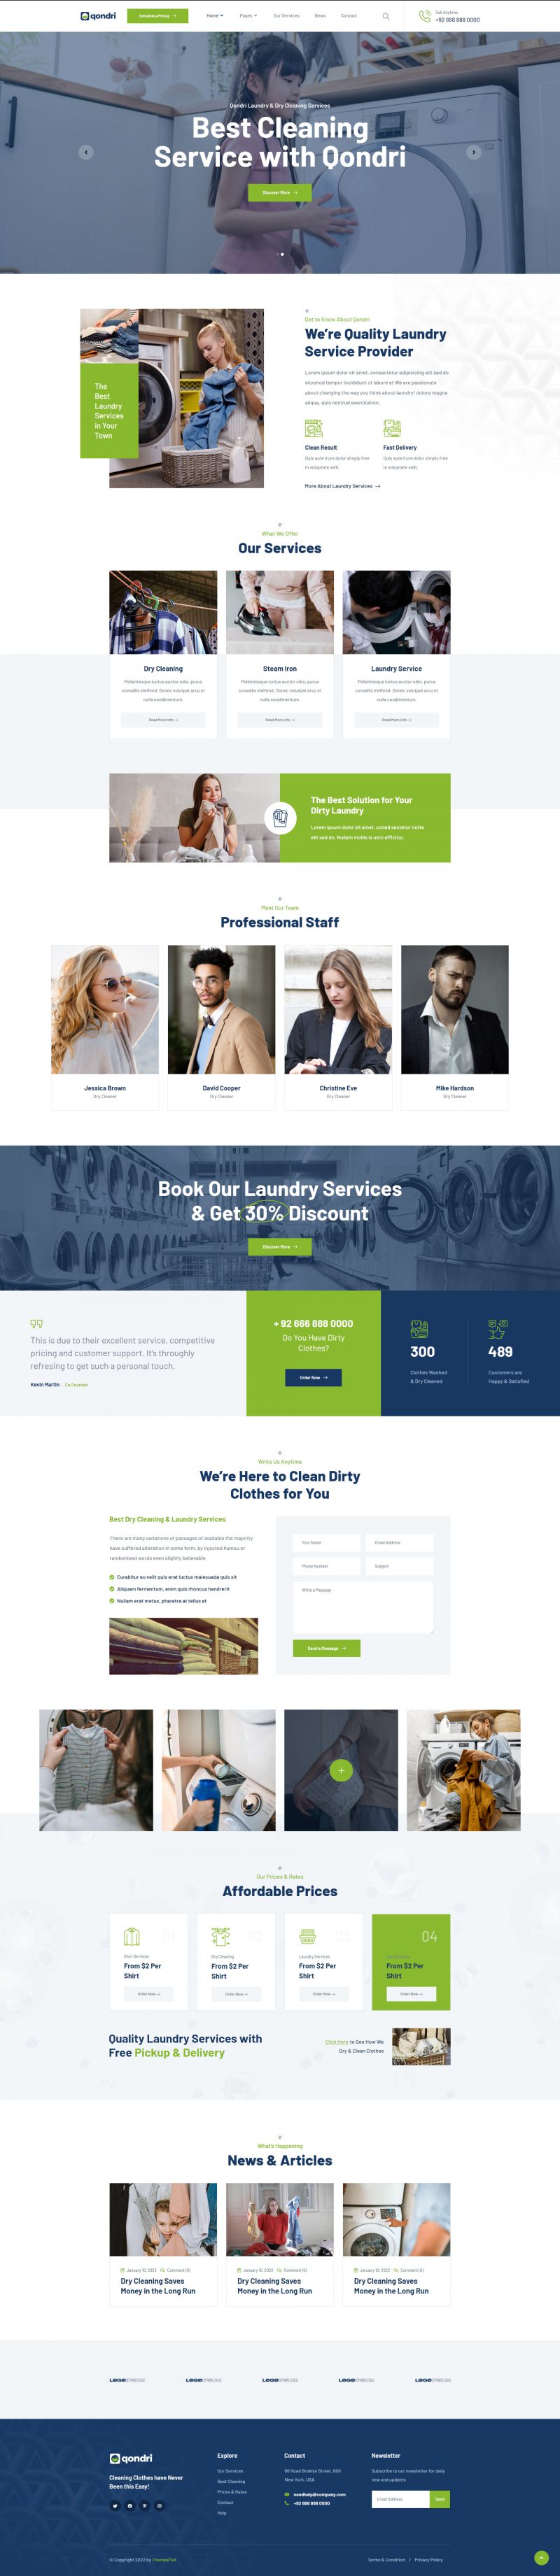 qondri
Schedule a Pickup
Home
Pages
Our Services
News
Contact
Call Anytime
+92 666 888 0000
Qondri Laundry & Dry Cleaning Services
Best Cleaning
Service with Qondri
Discover More
The
Best
Laundry
Services
in Your
Town
Get to Know About Qondri
We're Quality Laundry
Service Provider
Lorem ipsum dolor sit amet, consectetur adipisicing elit sed do
eiusmod tempor incididunt ut labore et We are passionate
about changing the way you think about laundry! dolore magna
aliqua, quis nostrud exercitation.
Clean Result
Duis aute irure dolor simply free
in voluptate velit.
Fast Delivery
Duis aute irure dolor simply free
in voluptate velit.
More About Laundry Services
What We Offer
Our Services
Dry Cleaning
Pellentesque luctus auctor odio, purus
convallis eleifend. Donec volutpat arcu et
nulla condimentum.
Read More Info
Steam Iron
Pellentesque luctus auctor odio, purus
convallis eleifend. Donec volutpat arcu et
nulla condimentum.
Read More Info
Laundry Service
Pellentesque luctus auctor odio, purus
convallis eleifend. Donec volutpat arcu et
nulla condimentum.
Read More Info
The Best Solution for Your
Dirty Laundry
Lorem ipsum dolor sit amet, consed sectetur notte
elit sed do. Nullam mollis le usro efficitur.
Meet Our Team
Professional Staff
Jessica Brown
Dry Cleaner
David Cooper
Dry Cleaner
Christine Eve
Dry Cleaner
Mike Hardson
Dry Cleaner
Book Our Laundry Services
& Get 30% Discount
Discover More
This is due to their excellent service, competitive
pricing and customer support. It's throughly
refresing to get such a personal touch.
Kevin Martin - Co Founder
+ 92 666 888 0000
Do You Have Dirty
Clothes?
Order Now
300
Clothes Washed
& Dry Cleaned
489
Customers are
Happy & Satisfied
Write Us Anytime
We're Here to Clean Dirty
Clothes for You
Best Dry Cleaning & Laundry Services
There are many variations of passages of available the majority
have suffered alteration in some form, by injected humou or
randomised words even slightly believable.
Curabitur eu velit quis erat luctus malesuada quis sit
Aliquam fermentum, enim quis rhoncus hendrerit
Nullam erat metus, pharetra at tellus et
Your Name
Email Address
Phone Number
Subject
Write a Message
Send a Message
Our Prices & Rates
Affordable Prices
01
Shirt Services
From $2 Per
Shirt
Order Now
02
Dry Cleaning
From $2 Per
Shirt
Order Now
03
Laundry Services
From $2 Per
Shirt
Order Now
04
From $2 Per
Shirt
Order Now
Quality Laundry Services with
Free Pickup & Delivery
Click Here to See How We
Dry & Clean Clothes
What's Happening
News & Articles
January 10, 2023
Comment (0)
Dry Cleaning Saves
Money in the Long Run
January 10, 2023
Comment (0)
Dry Cleaning Saves
Money in the Long Run
January 10, 2023
Comment (0)
Dry Cleaning Saves
Money in the Long Run
qondri
Cleaning Clothes have Never
Been this Easy!
Explore
Our Services
Best Cleaning
Prices & Rates
Contact
Help
Contact
88 Road Broklyn Street, 600
New York, USA
needhelp@company.com
+92 666 888 0000
Newsletter
Subscribe to our newsletter for daily
new and updates
Email Address
Send
© Copyright 2023 by ThemesFlat
Terms & Condition / Privacy Policy